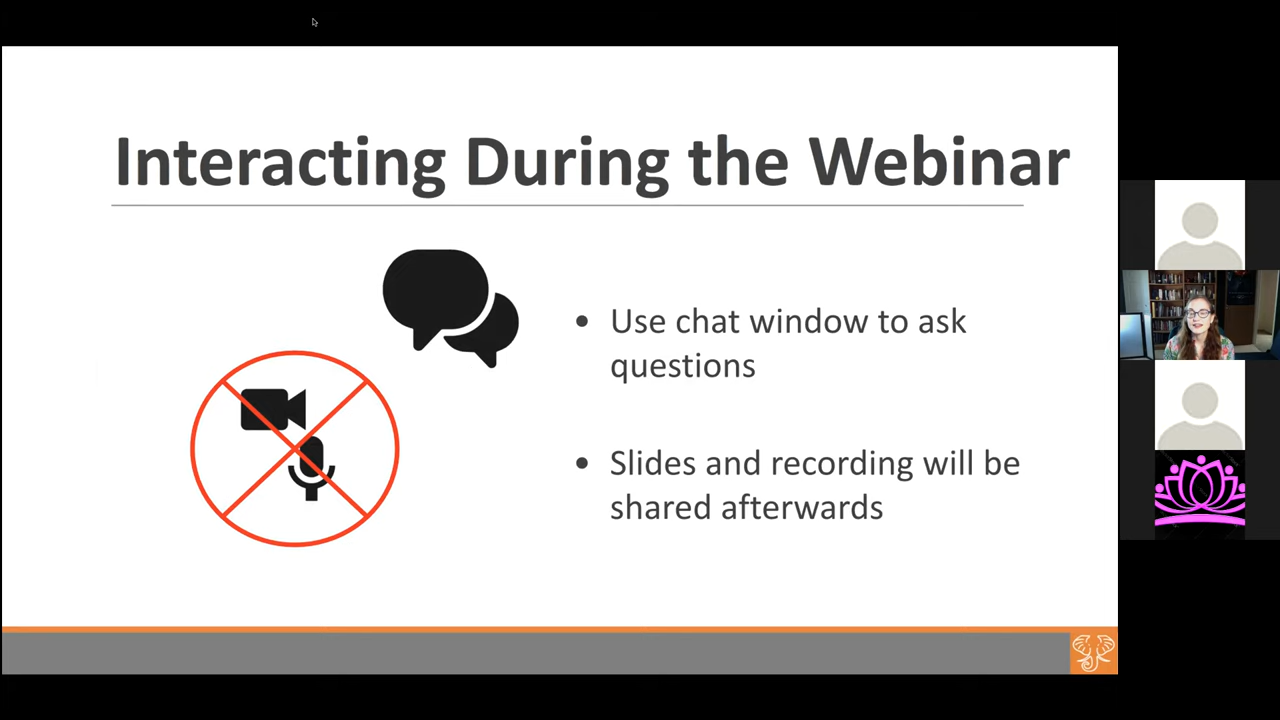 Interacting During the Webinar
• Use chat window to ask
questions
• Slides and recording will be
shared afterwards